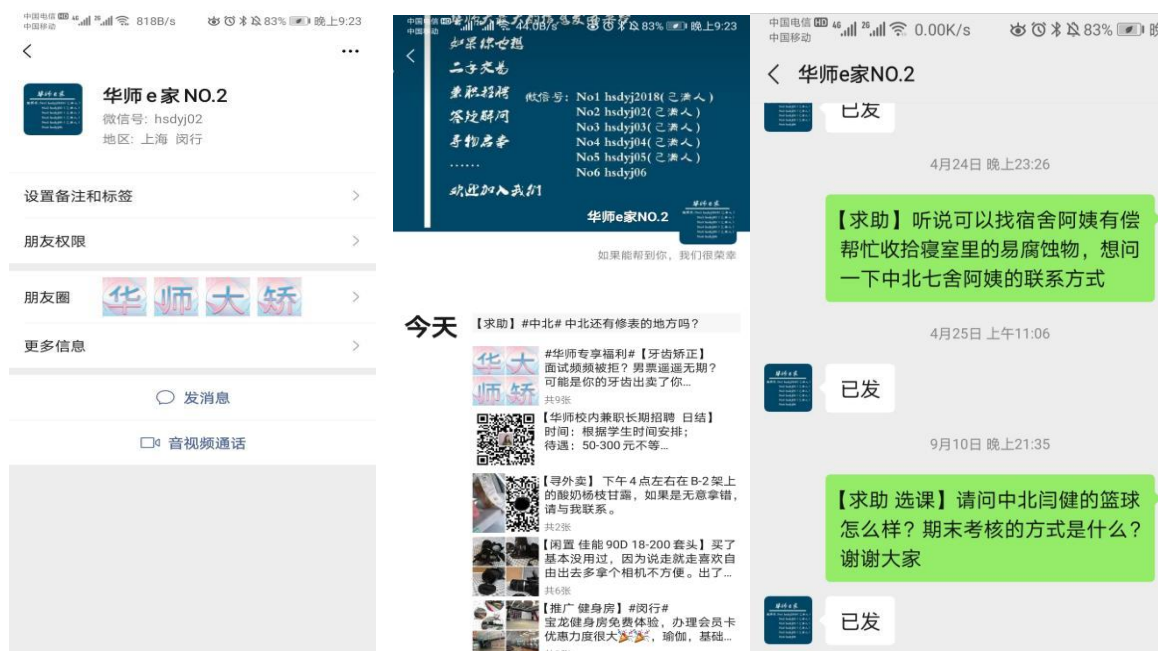 中国电信 HD 4G 2G 818B/s 83% 晚上9:23
中国移动
华师e家NO.2
微信号: hsdyj02
地区: 上海 闵行
设置备注和标签
朋友权限
朋友圈 华 师 大 矫
更多信息
发消息
音视频通话
44.0B/s 83% 晚上9:23
如果你也想
二手交易
兼职招聘
答疑解问
寻物启事
……
欢迎加入我们
微信号: No1 hsdyj2018(已满人)
No2 hsdyj02(已满人)
No3 hsdyj03(已满人)
No4 hsdyj04(已满人)
No5 hsdyj05(已满人)
No6 hsdyj06
华师e家NO.2
如果能帮到你，我们很荣幸
今天
【求助】#中北# 中北还有修表的地方吗？
华 大
师 矫
#华师专享福利#【牙齿矫正】
面试频频被拒？男票遥遥无期？
可能是你的牙齿出卖了你...
共9张
【华师校内兼职长期招聘 日结】
时间：根据学生时间安排；
待遇：50-300元不等...
【寻外卖】 下午4点左右在B-2架上
的酸奶杨枝甘露，如果是无意拿错，
请与我联系。
共2张
【闲置 佳能90D 18-200套头】买了
基本没用过，因为说走就走喜欢自
由出去多拿个相机不方便。出了...
共6张
【推广 健身房】#闵行#
宝龙健身房免费体验，办理会员卡
优惠力度很大🎉🎉，瑜伽，基础...
中国电信 HD 4G 2G 0.00K/s 83%
中国移动
华师e家NO.2
已发
4月24日 晚上23:26
【求助】听说可以找宿舍阿姨有偿
帮忙收拾寝室里的易腐蚀物，想问
一下中北七舍阿姨的联系方式
4月25日 上午11:06
已发
9月10日 晚上21:35
【求助 选课】请问中北闫健的篮球
怎么样？期末考核的方式是什么？
谢谢大家
已发